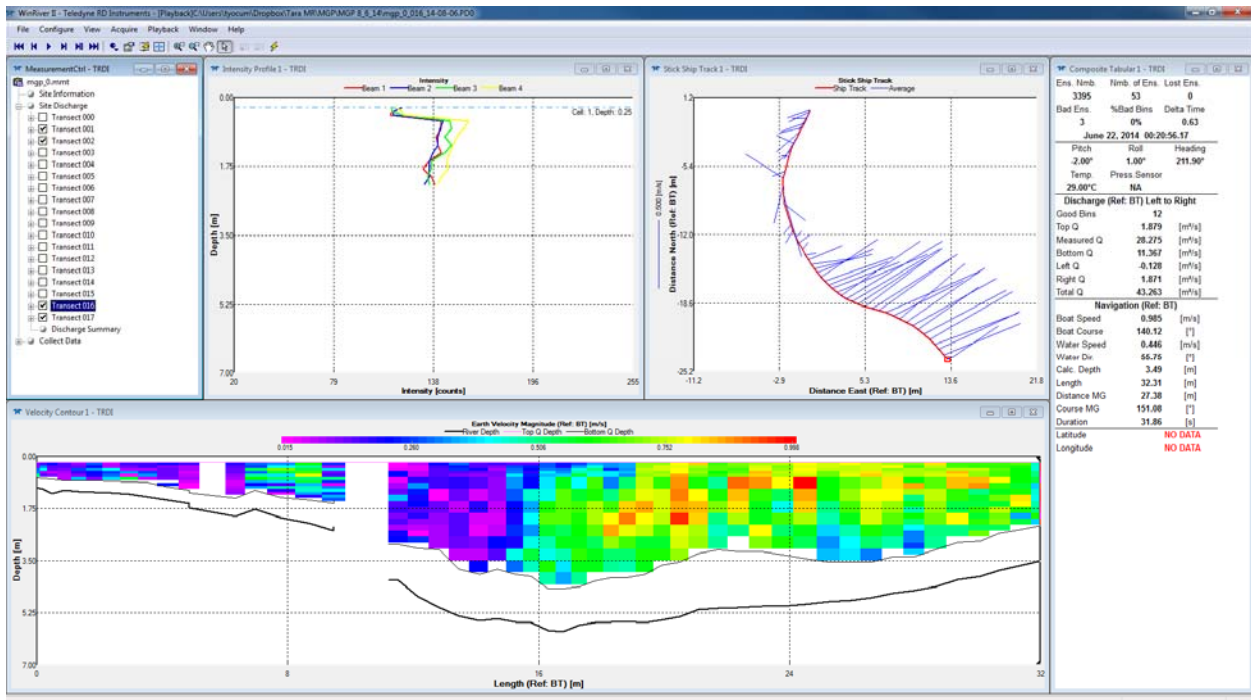 WinRiver II - Teledyne RD Instruments - [Playback]C:\Users\tyocum\Dropbox\Tara MR\MGP\MGP 8_6_14\mgp_0_016_14-08-06.PD0
File Configure View Acquire Playback Window Help
MeasurementCtrl - TRDI
mgp_0.mmt
Site Information
Site Discharge
Transect 000
Transect 001
Transect 002
Transect 003
Transect 004
Transect 005
Transect 006
Transect 007
Transect 008
Transect 009
Transect 010
Transect 011
Transect 012
Transect 013
Transect 014
Transect 015
Transect 016
Transect 017
Discharge Summary
Collect Data
Intensity Profile 1 - TRDI
Intensity
Beam 1 Beam 2 Beam 3 Beam 4
Cell: 1, Depth: 0.25
0.00
1.75
3.50
5.25
7.00
Depth [m]
20 79 138 196 255
Intensity [counts]
Stick Ship Track 1 - TRDI
Stick Ship Track
Ship Track Average
1.2
-5.4
-12.0
-18.6
-25.2
0.500 [m/s]
Distance North (Ref: BT) [m]
-11.2 -2.9 5.3 13.6 21.8
Distance East (Ref: BT) [m]
Composite Tabular 1 - TRDI
Ens. Nmb. Nmb. of Ens. Lost Ens.
3395 53 0
Bad Ens. %Bad Bins Delta Time
3 0% 0.63
June 22, 2014 00:20:56.17
Pitch Roll Heading
-2.00° 1.00° 211.90°
Temp. Press.Sensor
29.00°C NA
Discharge (Ref: BT) Left to Right
Good Bins 12
Top Q 1.879 [m³/s]
Measured Q 28.275 [m³/s]
Bottom Q 11.367 [m³/s]
Left Q -0.128 [m³/s]
Right Q 1.871 [m³/s]
Total Q 43.263 [m³/s]
Navigation (Ref: BT)
Boat Speed 0.985 [m/s]
Boat Course 140.12 [°]
Water Speed 0.446 [m/s]
Water Dir. [°]
Calc. Depth 3.49 [m]
Length 32.31 [m]
Distance MG 27.38 [m]
Course MG 151.08 [°]
Duration 31.86 [s]
Latitude NO DATA
Longitude NO DATA
Velocity Contour 1 - TRDI
Earth Velocity Magnitude (Ref: BT) [m/s]
River Depth Top Q Depth Bottom Q Depth
0.015 0.260 0.506 0.752 0.998
0.00
1.75
3.50
5.25
7.00
Depth [m]
0 8 16 24 32
Length (Ref: BT) [m]